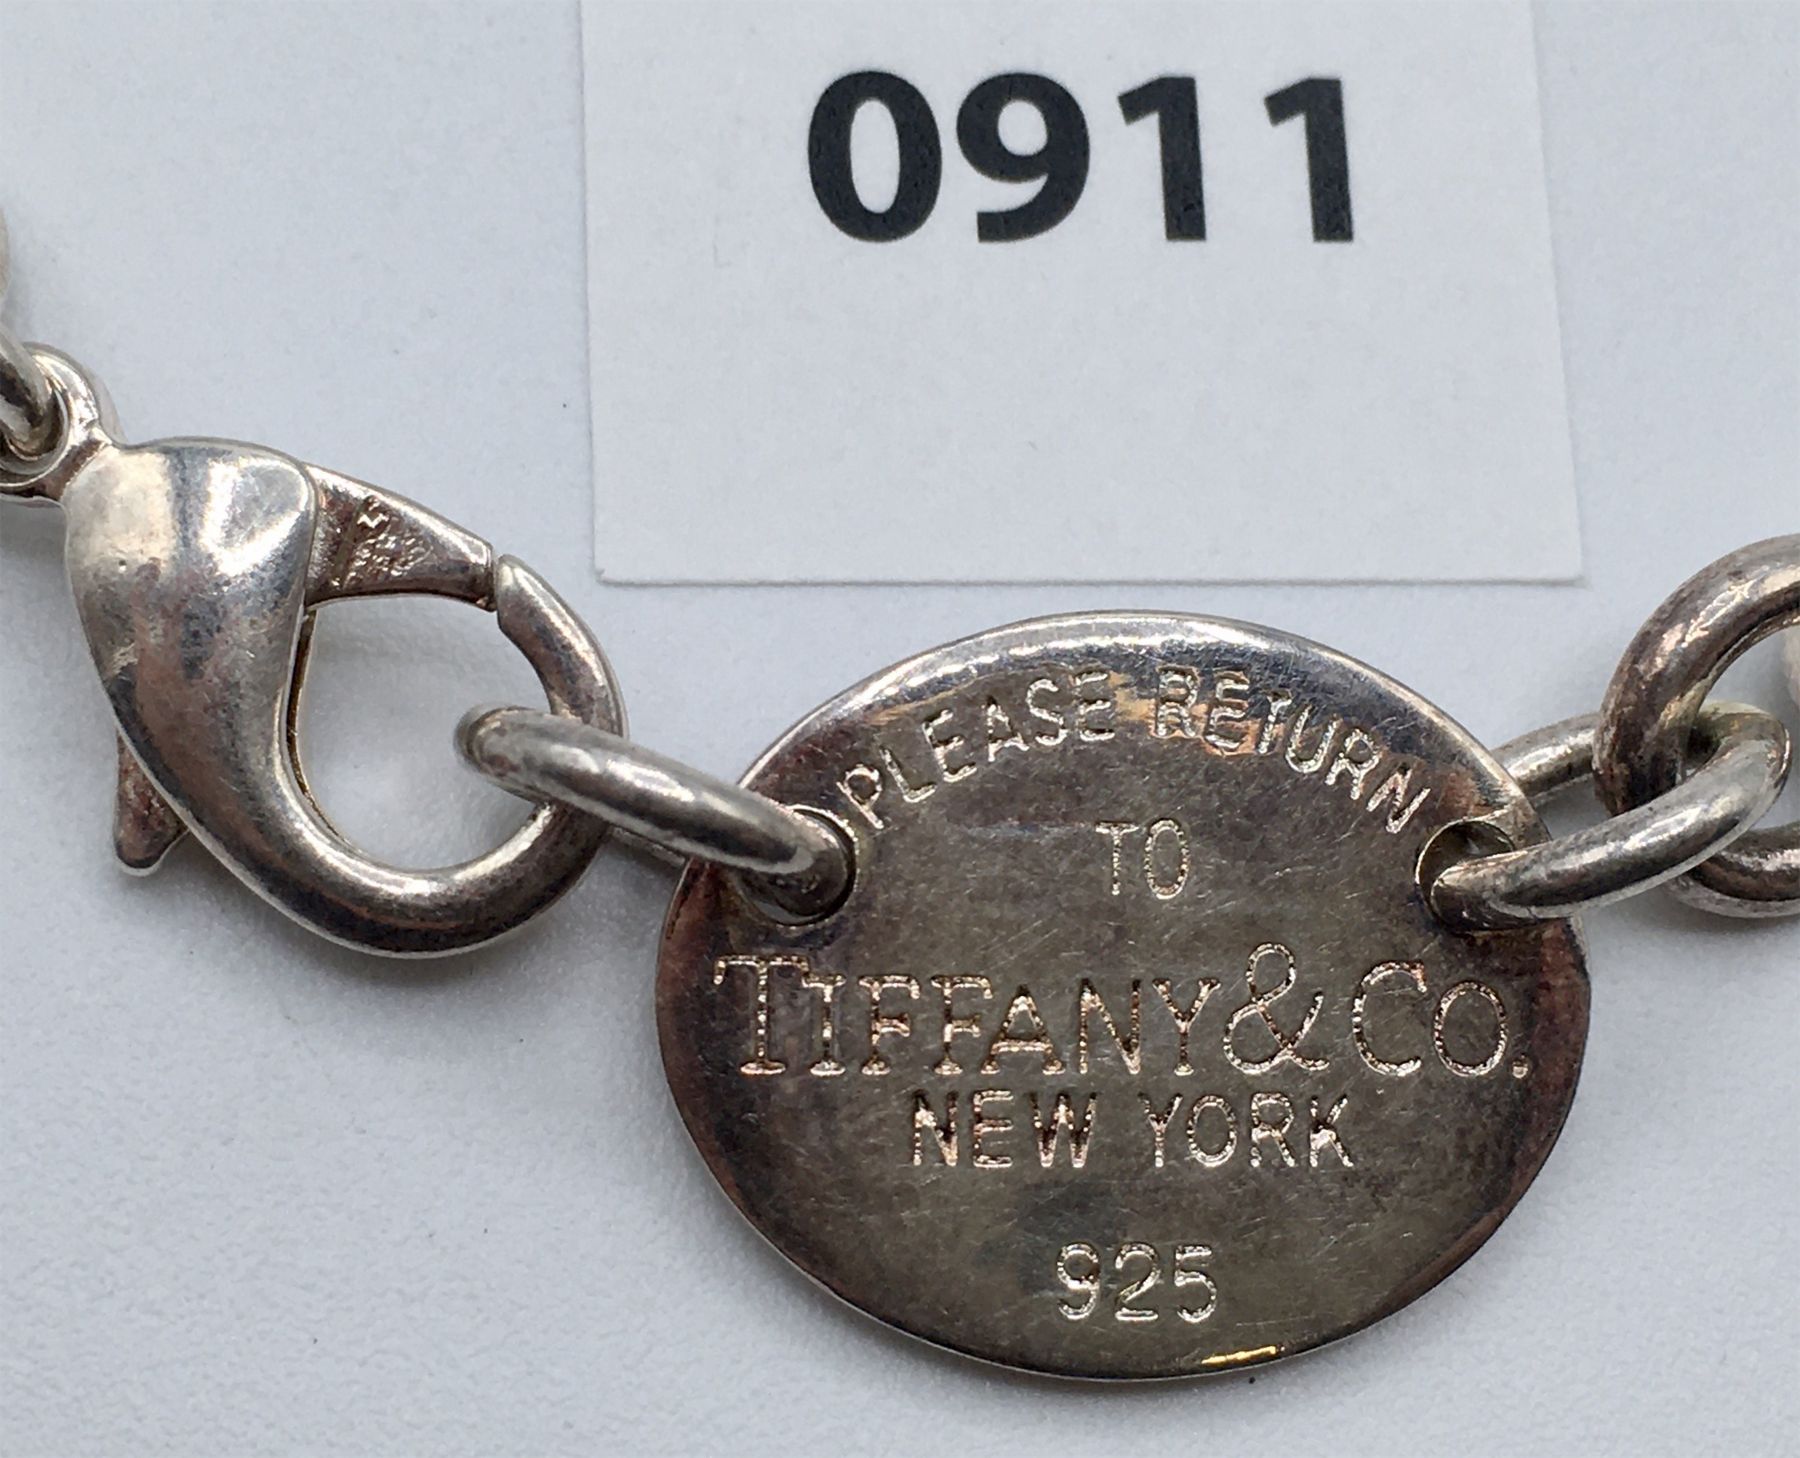 0911
PLEASE RETURN
TO
TIFFANY & CO.
NEW YORK
925